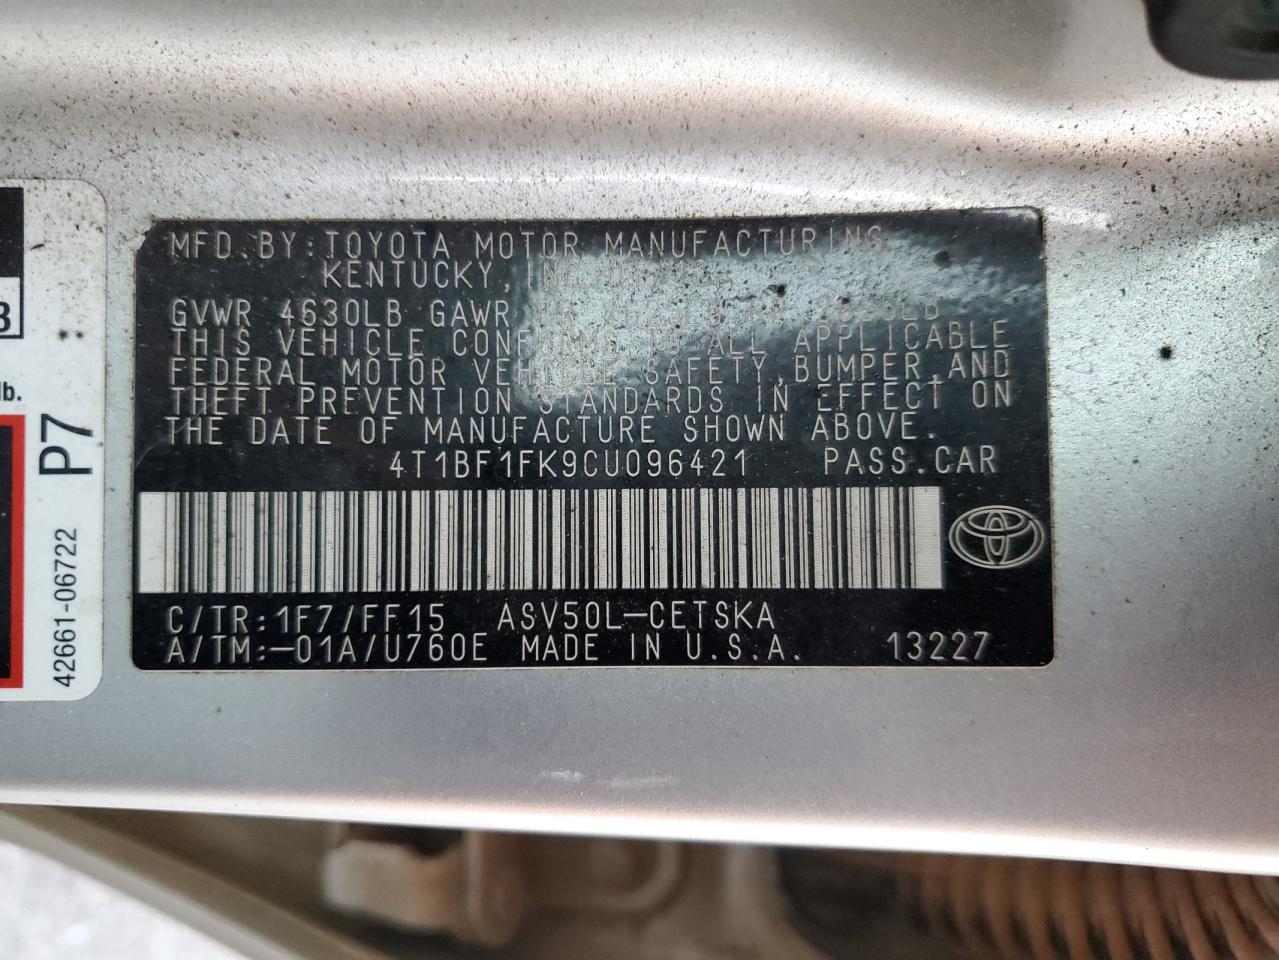 MFD.BY:TOYOTA MOTOR MANUFACTURING
KENTUCKY, INC.
GVWR 4630LB GAWR
THIS VEHICLE CONFORMS TO ALL APPLICABLE
FEDERAL MOTOR VEHICLE SAFETY,BUMPER,AND
THEFT PREVENTION STANDARDS IN EFFECT ON
THE DATE OF MANUFACTURE SHOWN ABOVE.
4T1BF1FK9CU096421 PASS.CAR
C/TR:1F7/FF15 ASV50L-CETSKA
A/TM:-01A/U760E MADE IN U.S.A. 13227
lb.
P7
42661-06722